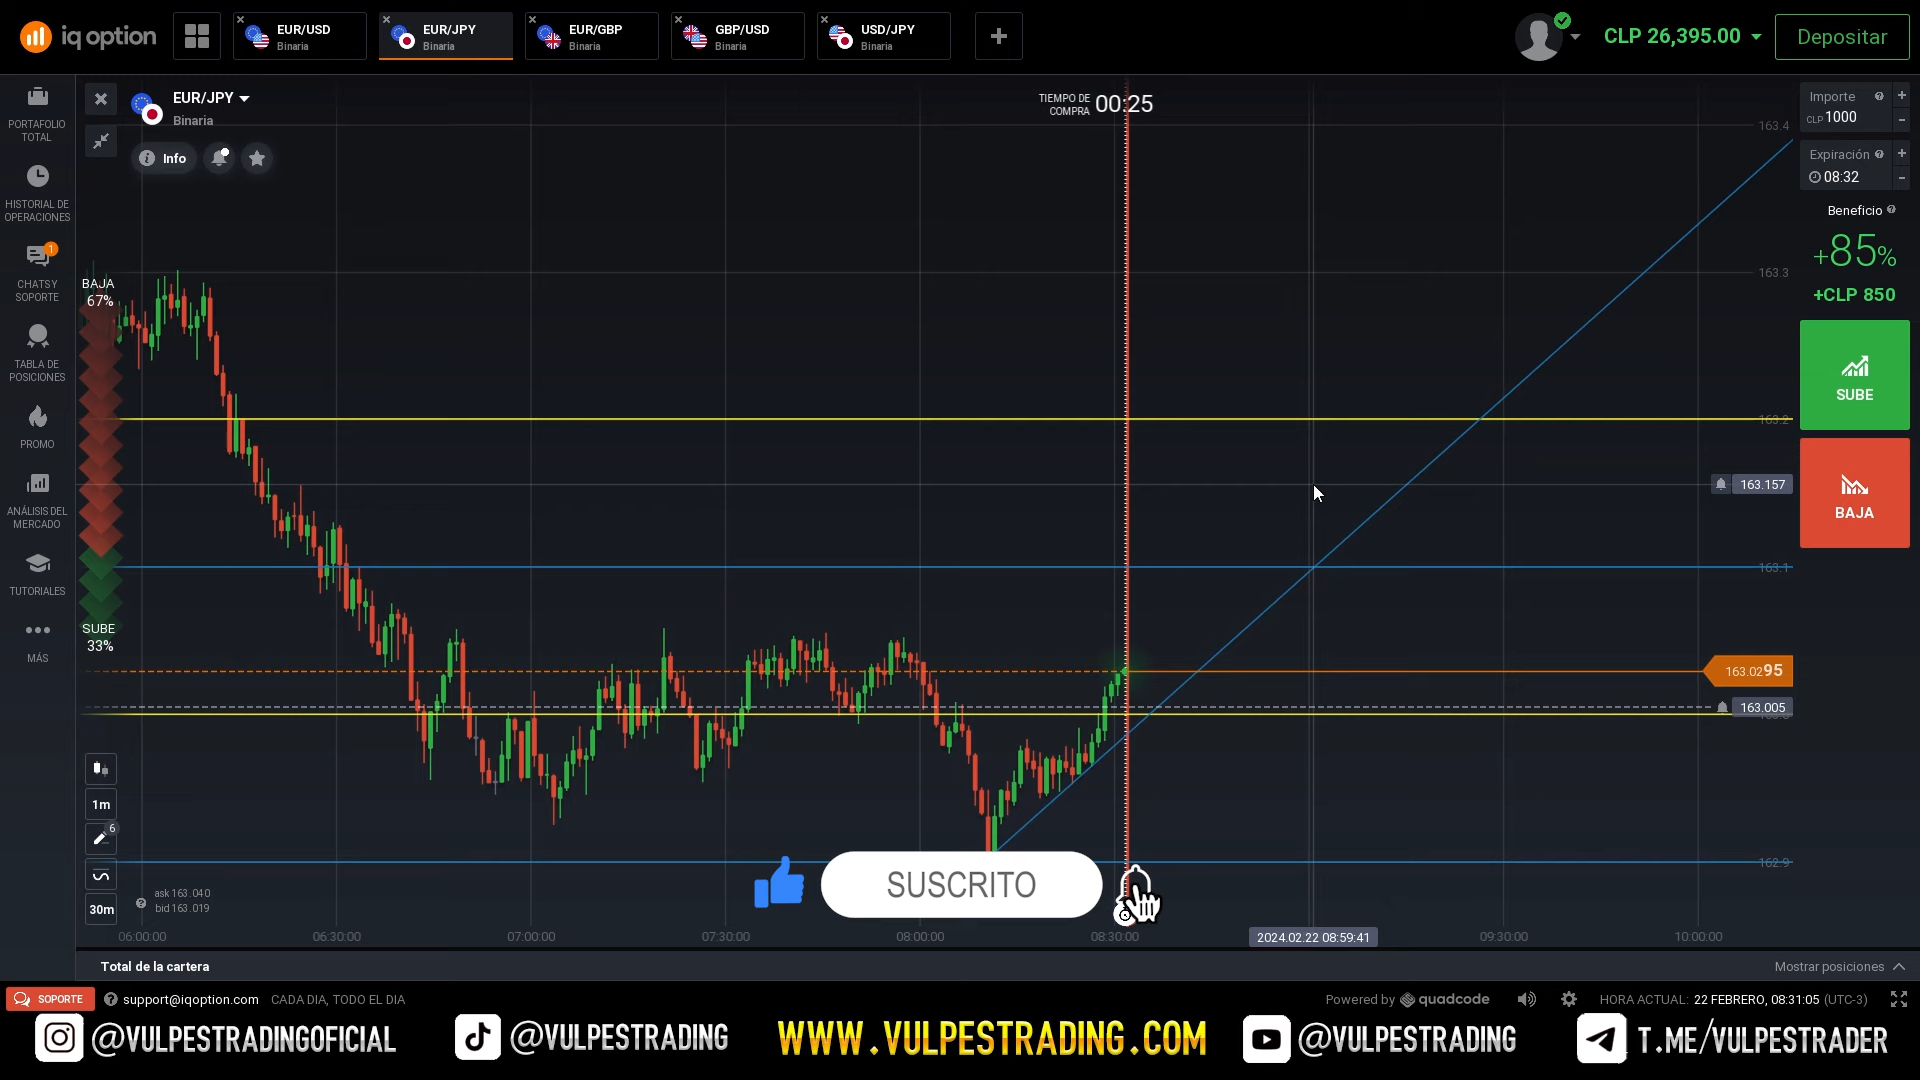 iq option
EUR/USD
Binaria
EUR/JPY
Binaria
EUR/GBP
Binaria
GBP/USD
Binaria
USD/JPY
Binaria
+
CLP 26,395.00
Depositar
PORTAFOLIO
TOTAL
HISTORIAL DE
OPERACIONES
1
CHATS Y
SOPORTE
TABLA DE
POSICIONES
PROMO
ANÁLISIS DEL
MERCADO
TUTORIALES
MÁS
EUR/JPY
Binaria
Info
TIEMPO DE
COMPRA
00:25
BAJA
67%
SUBE
33%
163.4
163.3
163.2
163.157
163.1
163.0295
163.005
163.0
162.9
1m
6
30m
ask 163.040
bid 163.019
SUSCRITO
06:00:00
06:30:00
07:00:00
07:30:00
08:00:00
08:30:00
2024.02.22 08:59:41
09:30:00
10:00:00
Importe
CLP 1000
+
-
Expiración
08:32
+
-
Beneficio
+85%
+CLP 850
SUBE
BAJA
Total de la cartera
Mostrar posiciones
SOPORTE
support@iqoption.com
CADA DIA, TODO EL DIA
Powered by quadcode
HORA ACTUAL: 22 FEBRERO, 08:31:05 (UTC-3)
@VULPESTRADINGOFICIAL
@VULPESTRADING
WWW.VULPESTRADING.COM
@VULPESTRADING
T.ME/VULPESTRADER